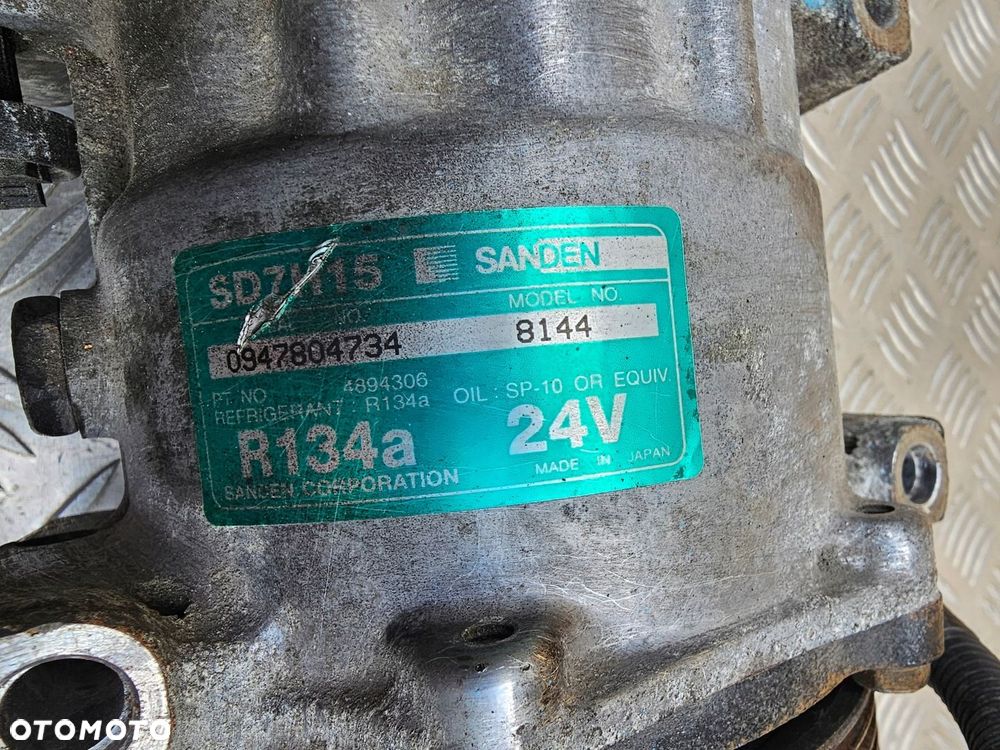 SD7H15 SANDEN
NO. MODEL NO.
0947804734 8144
PT NO. 4894306 OIL : SP-10 OR EQUIV.
REFRIGERANT : R134a
R134a 24V
SANDEN CORPORATION MADE IN JAPAN
OTOMOTO